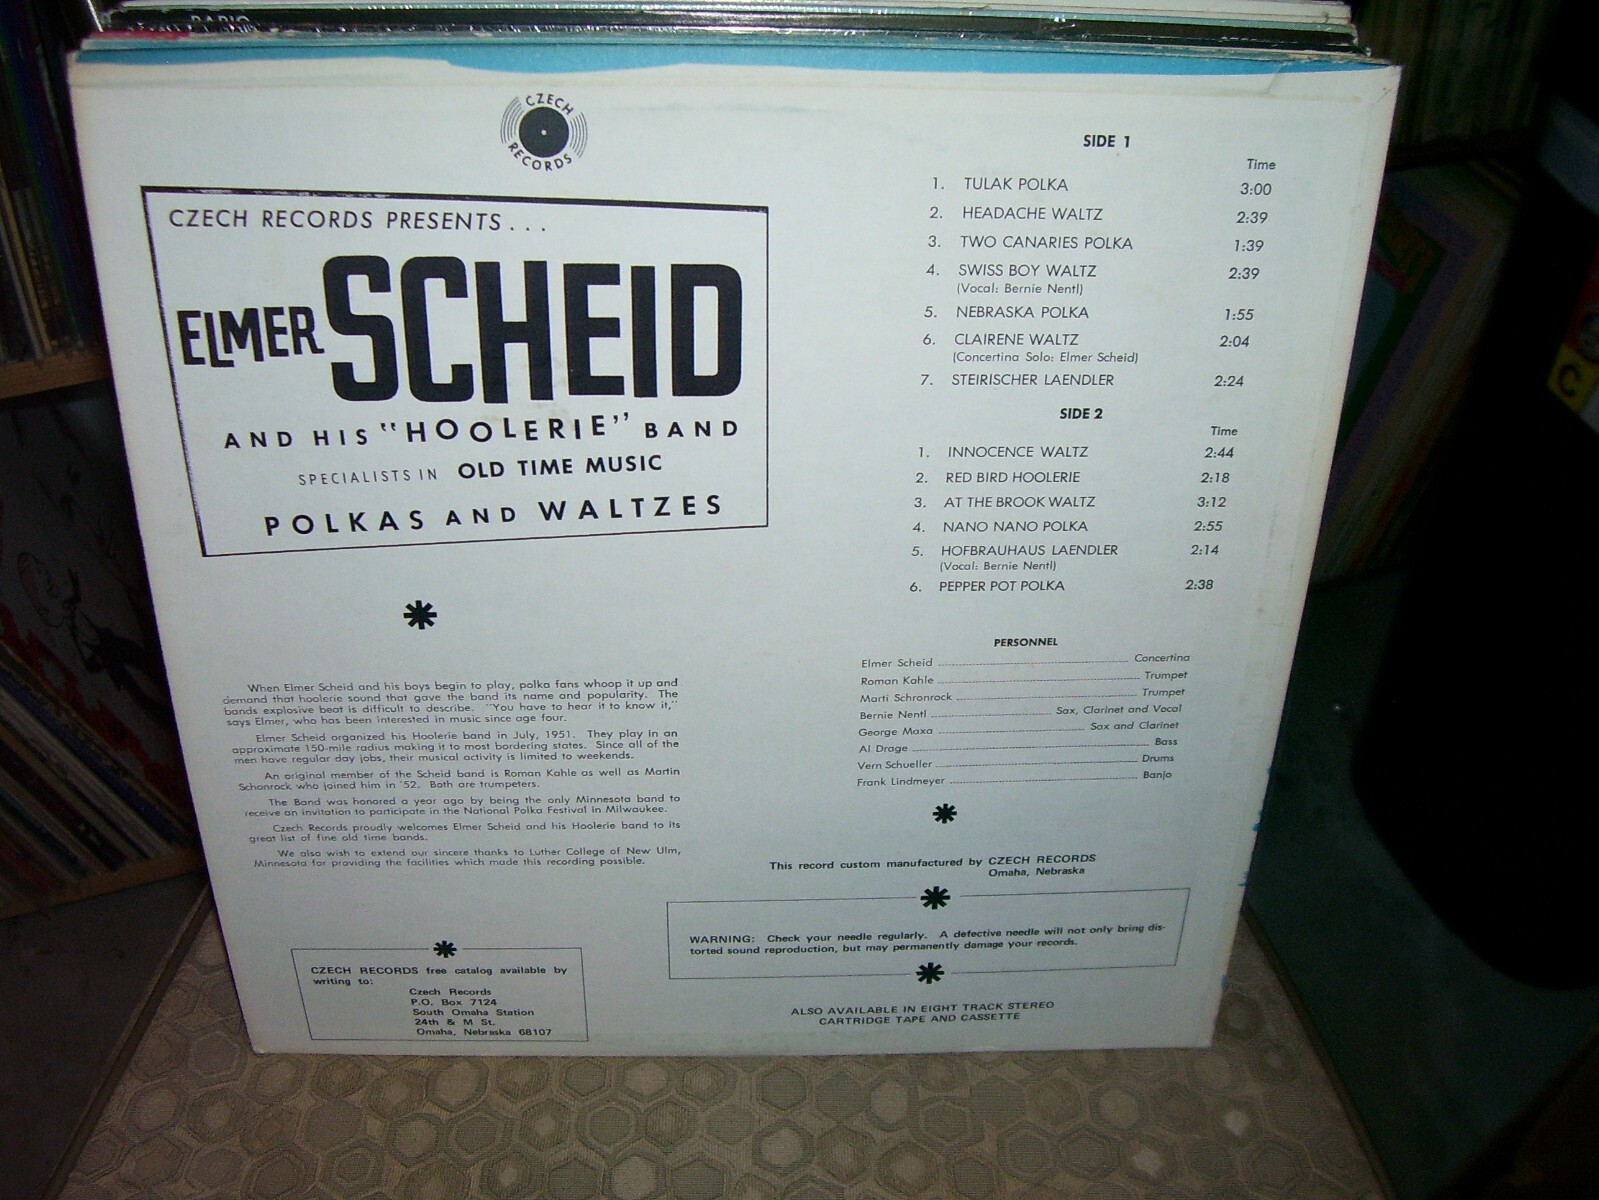 CZECH
RECORDS
CZECH RECORDS PRESENTS . . .
ELMER SCHEID
AND HIS "HOOLERIE" BAND
SPECIALISTS IN OLD TIME MUSIC
POLKAS AND WALTZES
When Elmer Scheid and his boys begin to play, polka fans whoop it up and
demand that hoolerie sound that gave the band its name and popularity. The
bands explosive beat is difficult to describe. "You have to hear it to know it,"
says Elmer, who has been interested in music since age four.
Elmer Scheid organized his Hoolerie band in July, 1951. They play in an
approximate 150-mile radius making it to most bordering states. Since all of the
men have regular day jobs, their musical activity is limited to weekends.
An original member of the Scheid band is Roman Kahle as well as Martin
Schonrock who joined him in '52. Both are trumpeters.
The Band was honored a year ago by being the only Minnesota band to
receive an invitation to participate in the National Polka Festival in Milwaukee.
Czech Records proudly welcomes Elmer Scheid and his Hoolerie band to its
great list of fine old time bands.
We also wish to extend our sincere thanks to Luther College of New Ulm,
Minnesota for providing the facilities which made this recording possible.
CZECH RECORDS free catalog available by
writing to:
Czech Records
P.O. Box 7124
South Omaha Station
24th & M St.
Omaha, Nebraska 68107
SIDE 1
Time
1. TULAK POLKA 3:00
2. HEADACHE WALTZ 2:39
3. TWO CANARIES POLKA 1:39
4. SWISS BOY WALTZ 2:39
(Vocal: Bernie Nentl)
5. NEBRASKA POLKA 1:55
6. CLAIRENE WALTZ 2:04
(Concertina Solo: Elmer Scheid)
7. STEIRISCHER LAENDLER 2:24
SIDE 2
Time
1. INNOCENCE WALTZ 2:44
2. RED BIRD HOOLERIE 2:18
3. AT THE BROOK WALTZ 3:12
4. NANO NANO POLKA 2:55
5. HOFBRAUHAUS LAENDLER 2:14
(Vocal: Bernie Nentl)
6. PEPPER POT POLKA 2:38
PERSONNEL
Elmer Scheid Concertina
Roman Kahle Trumpet
Marti Schronrock Trumpet
Bernie Nentl Sax, Clarinet and Vocal
George Maxa Sax and Clarinet
Al Drage Bass
Vern Schueller Drums
Frank Lindmeyer Banjo
This record custom manufactured by CZECH RECORDS
Omaha, Nebraska
WARNING: Check your needle regularly. A defective needle will not only bring dis-
torted sound reproduction, but may permanently damage your records.
ALSO AVAILABLE IN EIGHT TRACK STEREO
CARTRIDGE TAPE AND CASSETTE
C